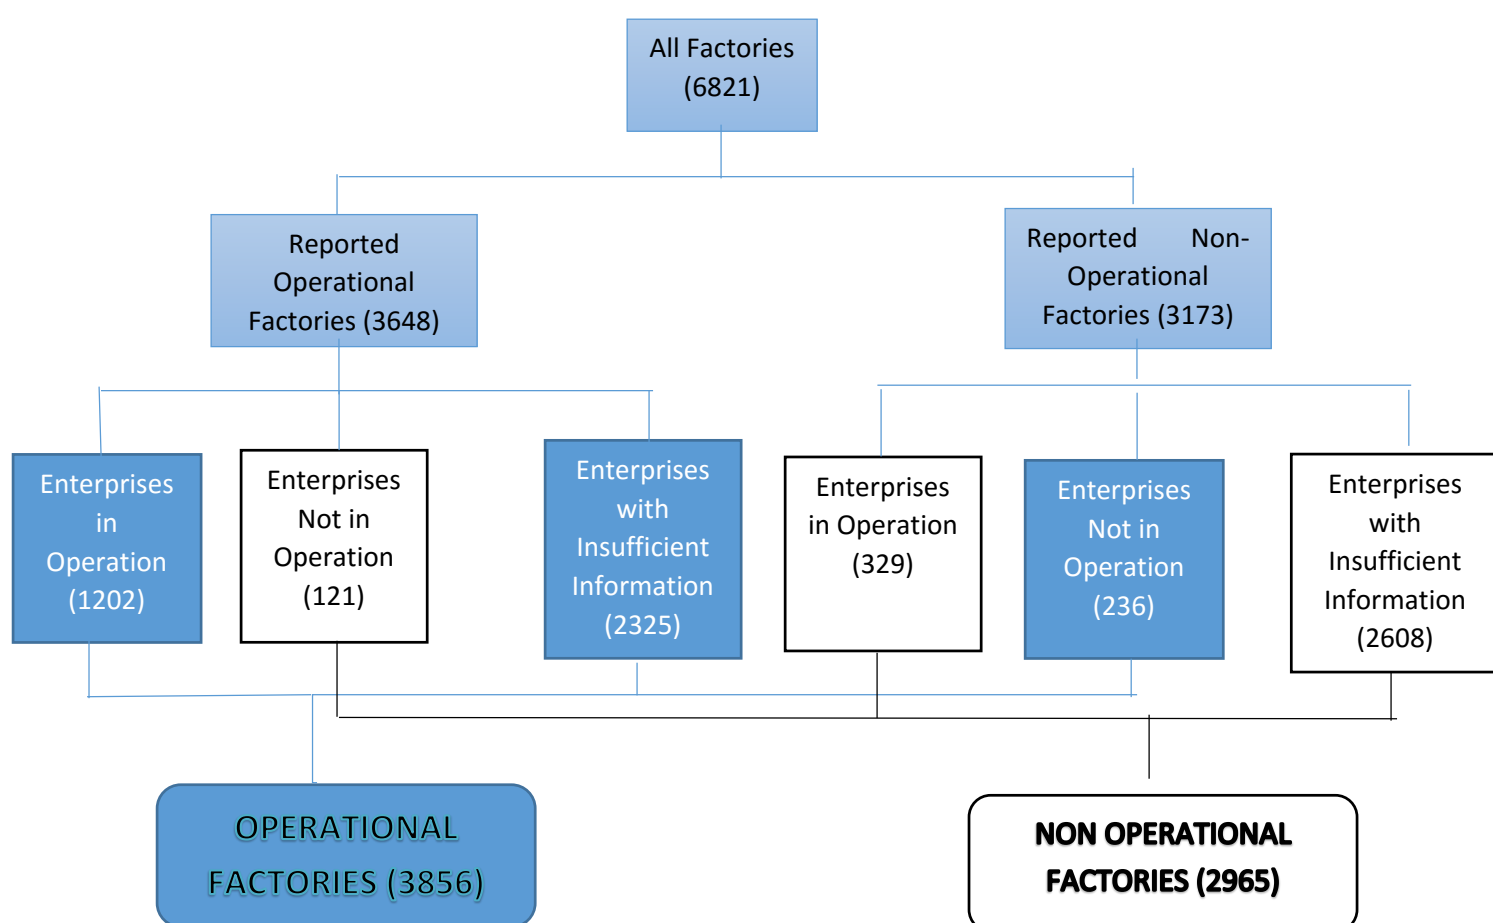 All Factories
(6821)
Reported
Operational
Factories (3648)
Reported Non-
Operational
Factories (3173)
Enterprises
in
Operation
(1202)
Enterprises
Not in
Operation
(121)
Enterprises
with
Insufficient
Information
(2325)
Enterprises
in Operation
(329)
Enterprises
Not in
Operation
(236)
Enterprises
with
Insufficient
Information
(2608)
OPERATIONAL
FACTORIES (3856)
NON OPERATIONAL
FACTORIES (2965)